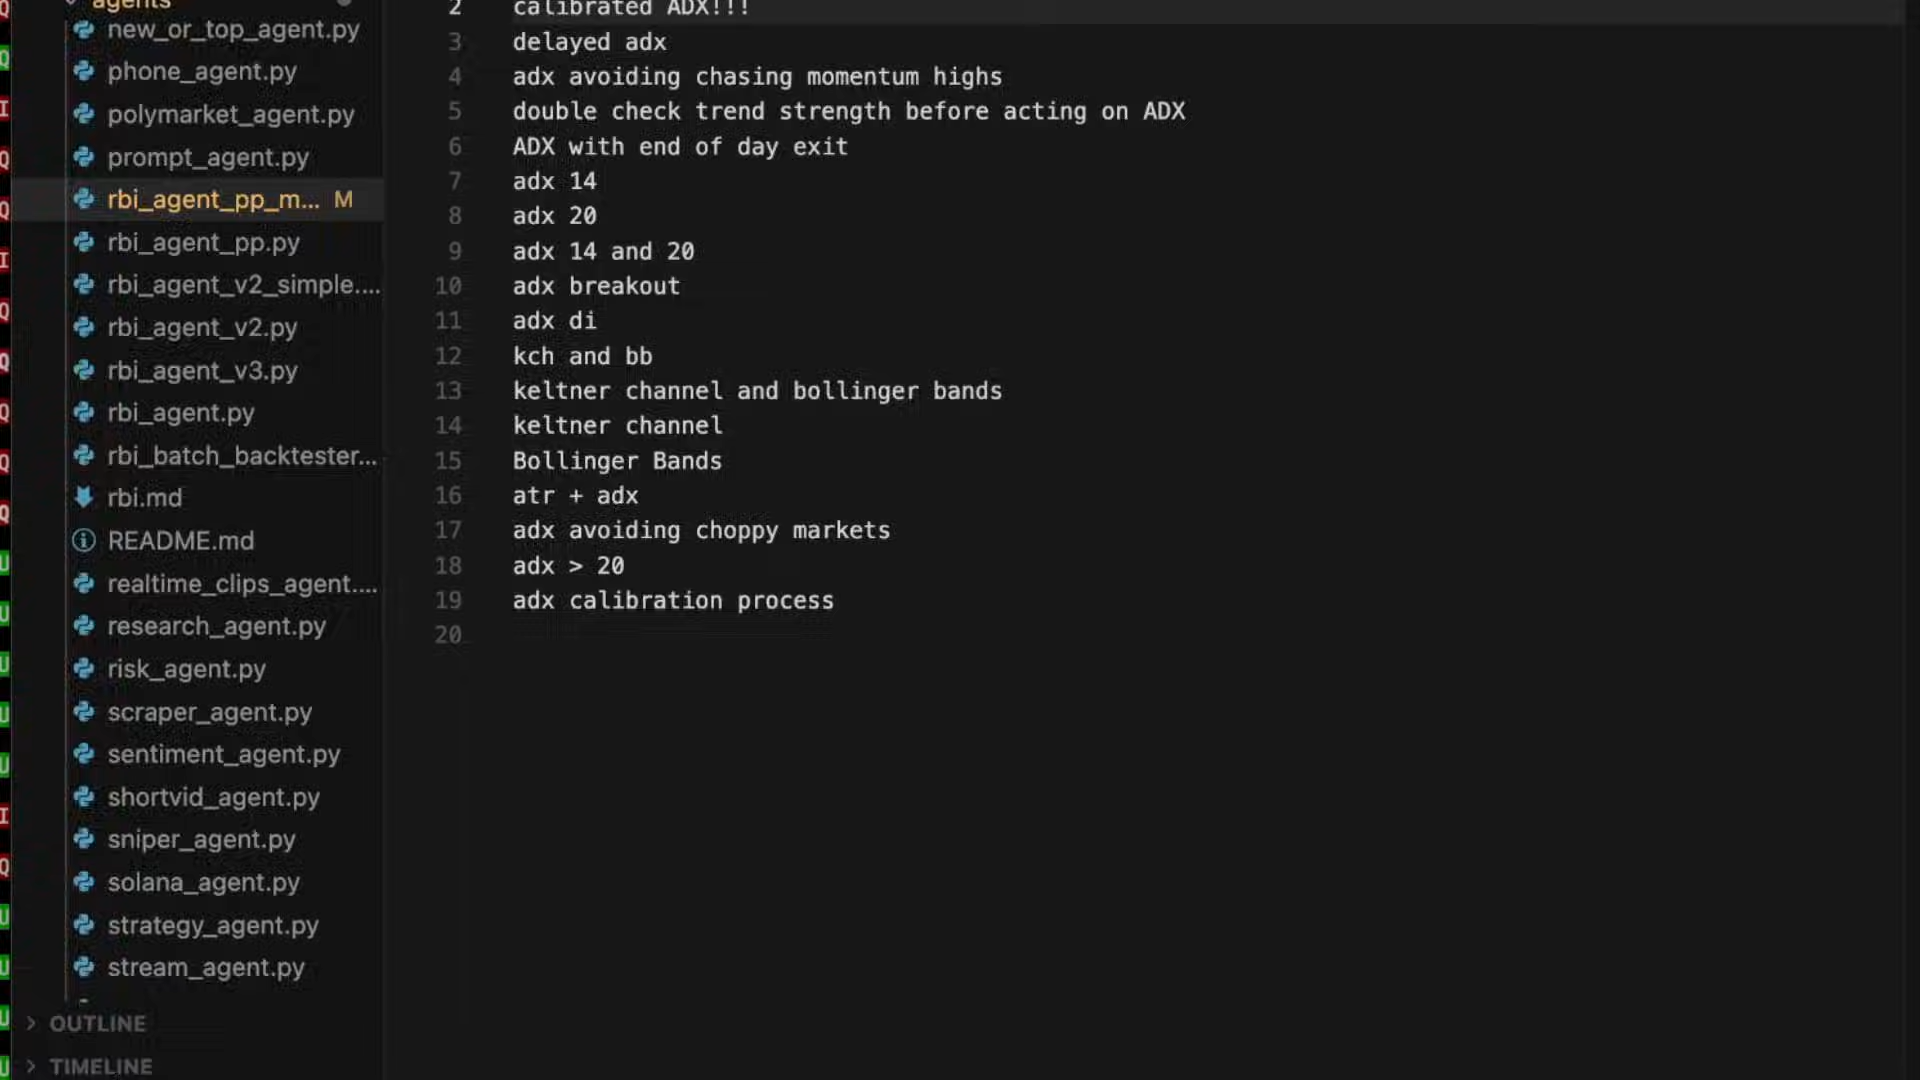 agents
new_or_top_agent.py
phone_agent.py
polymarket_agent.py
prompt_agent.py
rbi_agent_pp_m... M
rbi_agent_pp.py
rbi_agent_v2_simple....
rbi_agent_v2.py
rbi_agent_v3.py
rbi_agent.py
rbi_batch_backtester...
rbi.md
README.md
realtime_clips_agent....
research_agent.py
risk_agent.py
scraper_agent.py
sentiment_agent.py
shortvid_agent.py
sniper_agent.py
solana_agent.py
strategy_agent.py
stream_agent.py
OUTLINE
TIMELINE
2 calibrated ADX!!!
3 delayed adx
4 adx avoiding chasing momentum highs
5 double check trend strength before acting on ADX
6 ADX with end of day exit
7 adx 14
8 adx 20
9 adx 14 and 20
10 adx breakout
11 adx di
12 kch and bb
13 keltner channel and bollinger bands
14 keltner channel
15 Bollinger Bands
16 atr + adx
17 adx avoiding choppy markets
18 adx > 20
19 adx calibration process
20